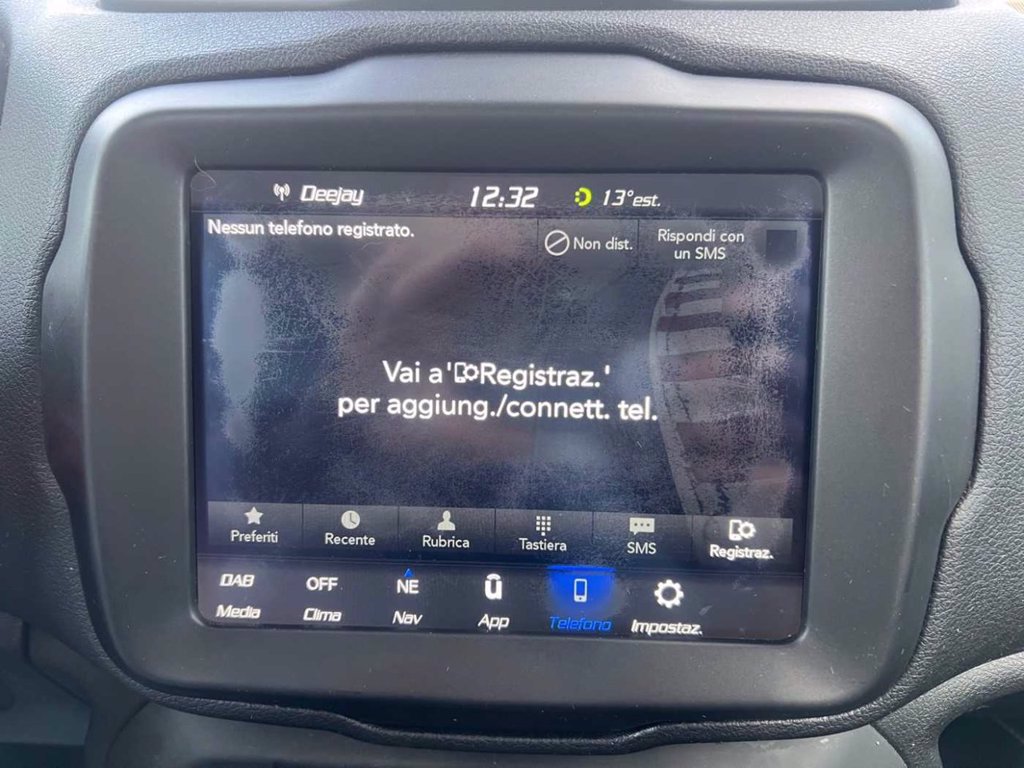 Deejay 12:32 13°est.
Nessun telefono registrato.
Non dist.
Rispondi con
un SMS
Vai a'Registraz.'
per aggiung./connett. tel.
Preferiti Recente Rubrica Tastiera SMS Registraz.
DAB OFF NE ū
Media Clima Nav App Telefono Impostaz.